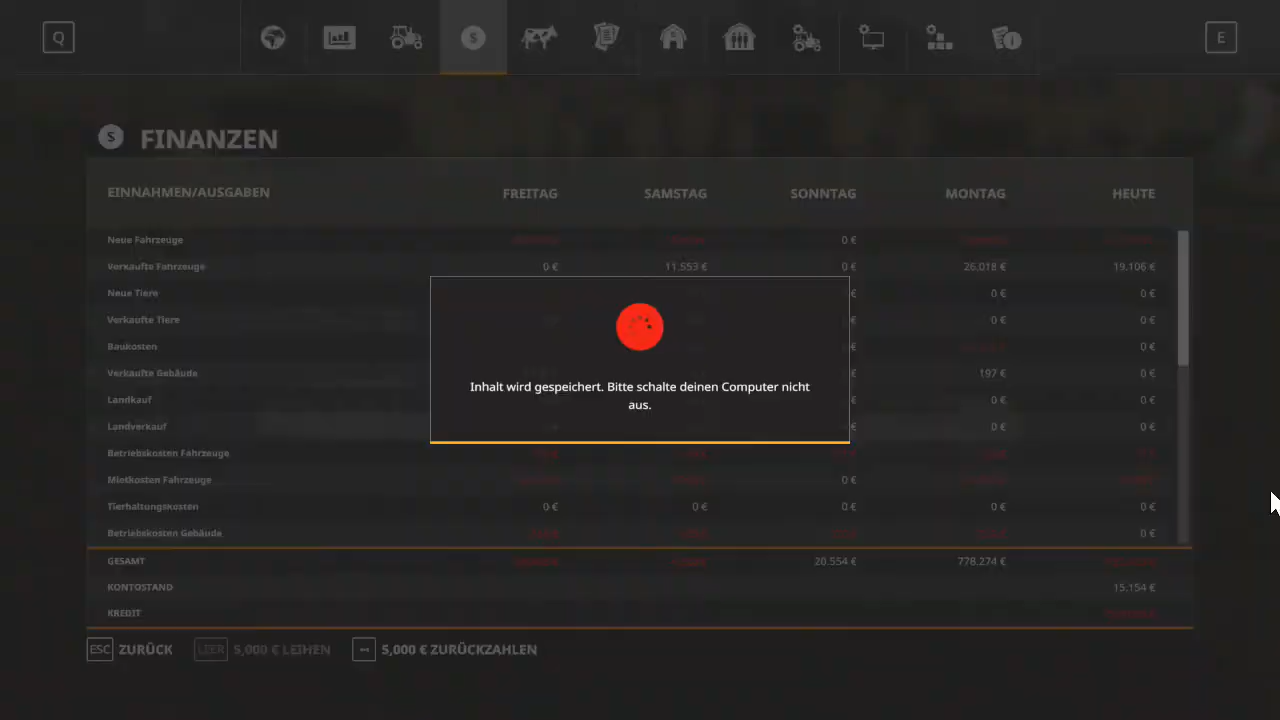 Q
E
FINANZEN
EINNAHMEN/AUSGABEN FREITAG SAMSTAG SONNTAG MONTAG HEUTE
Neue Fahrzeuge 0 €
Verkaufte Fahrzeuge 0 € 11.553 € 0 € 26.018 € 19.106 €
Neue Tiere € 0 € 0 €
Verkaufte Tiere € 0 € 0 €
Baukosten € 0 €
Verkaufte Gebäude € 197 € 0 €
Landkauf € 0 € 0 €
Landverkauf € 0 € 0 €
Betriebskosten Fahrzeuge
Mietkosten Fahrzeuge 0 €
Tierhaltungskosten 0 € 0 € 0 € 0 € 0 €
Betriebskosten Gebäude 0 €
GESAMT 20.554 € 778.274 €
KONTOSTAND 15.154 €
KREDIT
Inhalt wird gespeichert. Bitte schalte deinen Computer nicht
aus.
ESC ZURÜCK LEER 5,000 € LEIHEN 5,000 € ZURÜCKZAHLEN